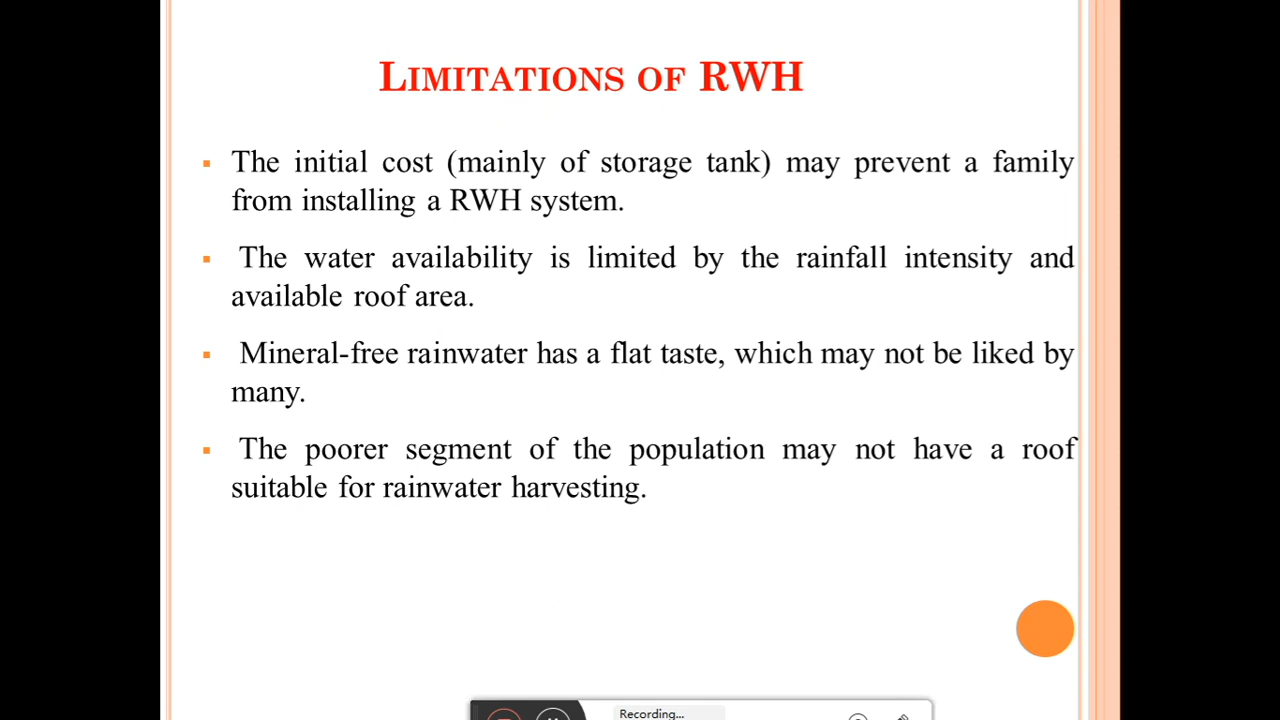 LIMITATIONS OF RWH
▪ The initial cost (mainly of storage tank) may prevent a family
from installing a RWH system.
▪ The water availability is limited by the rainfall intensity and
available roof area.
▪ Mineral-free rainwater has a flat taste, which may not be liked by
many.
▪ The poorer segment of the population may not have a roof
suitable for rainwater harvesting.
Recording...